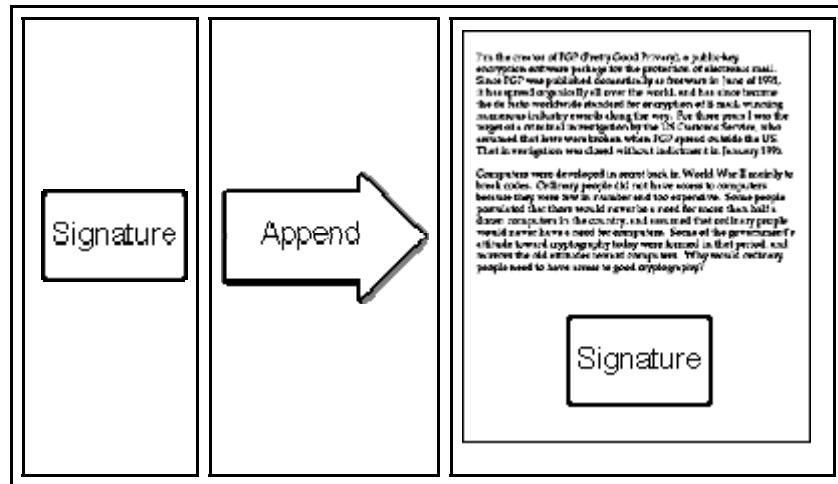 Signature
Append
I'm the creator of PGP (Pretty Good Privacy), a public-key
encryption software package for the protection of electronic mail.
Since PGP was published domestically as freeware in June of 1991,
it has spread organically all over the world, and has since become
the de facto worldwide standard for encryption of E-mail, winning
numerous industry awards along the way. For three years I was the
target of a criminal investigation by the US Customs Service, who
assumed that laws were broken when PGP spread outside the US.
That investigation was closed without indictment in January 1996.
Computers were developed in secret back in World War II mainly to
break codes. Ordinary people did not have access to computers
because they were few in number and too expensive. Some people
postulated that there would never be a need for more than half a
dozen computers in the country, and assumed that ordinary people
would never have a need for computers. Some of the government's
attitude toward cryptography today were formed in that period, and
mirrors the old attitudes toward computers. Why would ordinary
people need to have access to good cryptography?
Signature